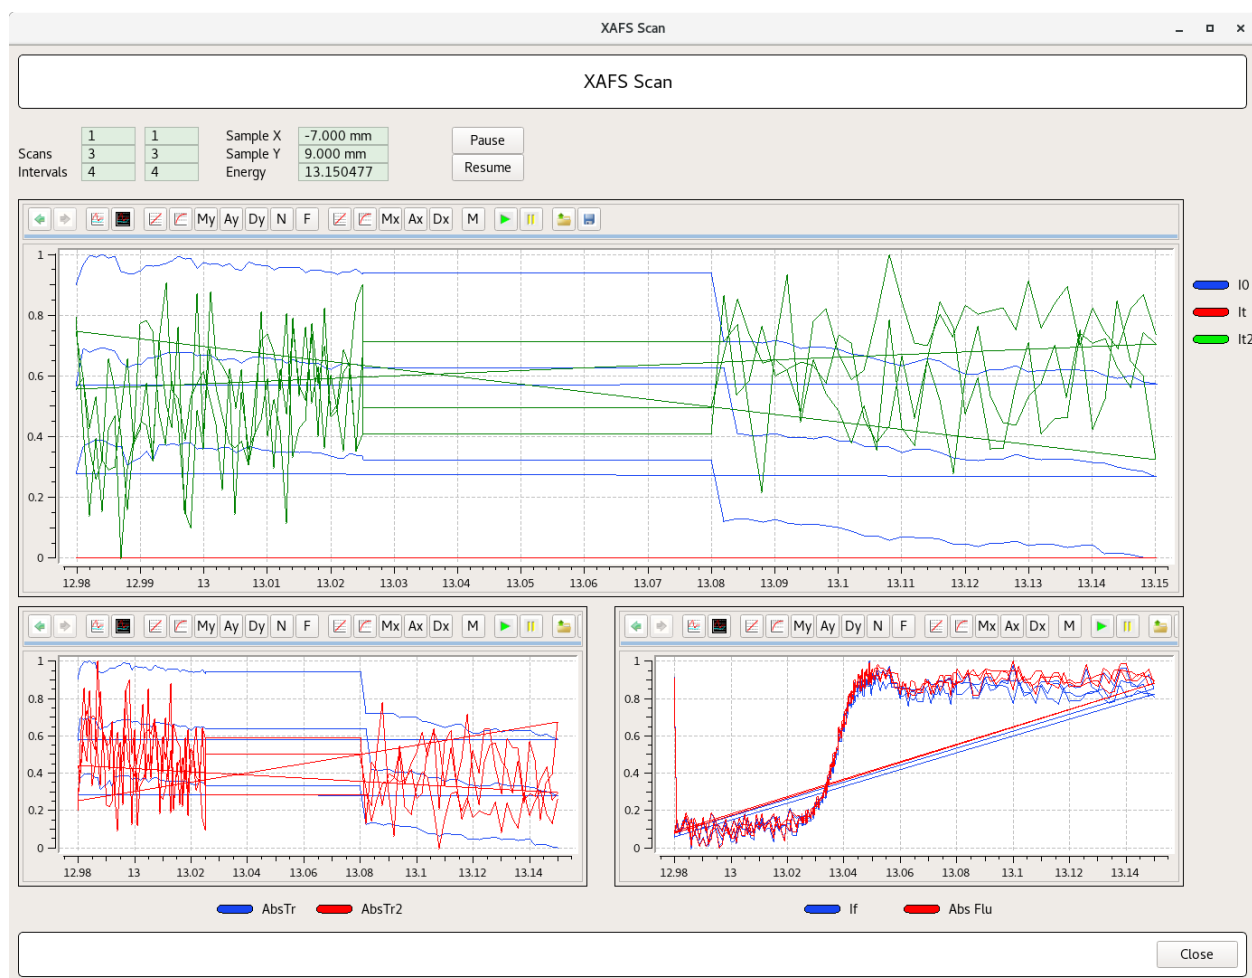 XAFS Scan
XAFS Scan
1 1 Sample X -7.000 mm Pause
Scans 3 3 Sample Y 9.000 mm
Intervals 4 4 Energy 13.150477 Resume
My Ay Dy N F Mx Ax Dx M
1
0.8
0.6
0.4
0.2
0
12.98 12.99 13 13.01 13.02 13.03 13.04 13.05 13.06 13.07 13.08 13.09 13.1 13.11 13.12 13.13 13.14 13.15
I0
It
It2
My Ay Dy N F Mx Ax Dx M
1
0.8
0.6
0.4
0.2
0
12.98 13 13.02 13.04 13.06 13.08 13.1 13.12 13.14
AbsTr AbsTr2
My Ay Dy N F Mx Ax Dx M
1
0.8
0.6
0.4
0.2
0
12.98 13 13.02 13.04 13.06 13.08 13.1 13.12 13.14
If Abs Flu
Close